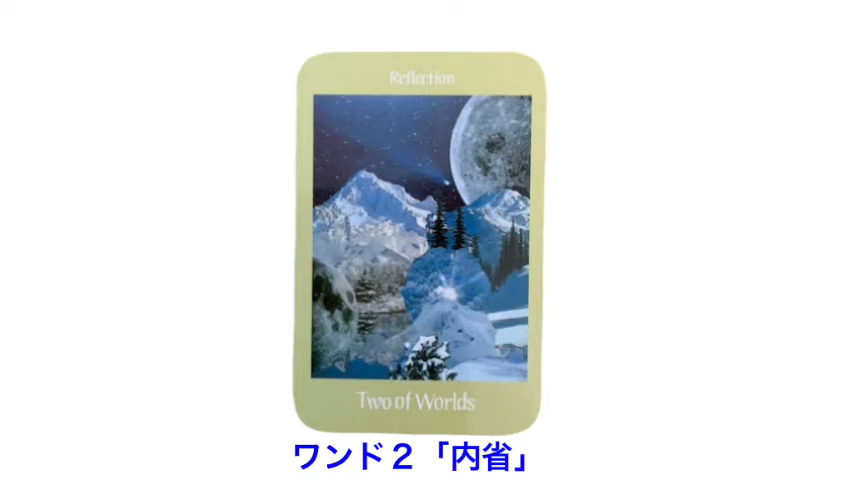 Reflection
Two of Worlds
ワンド２「内省」